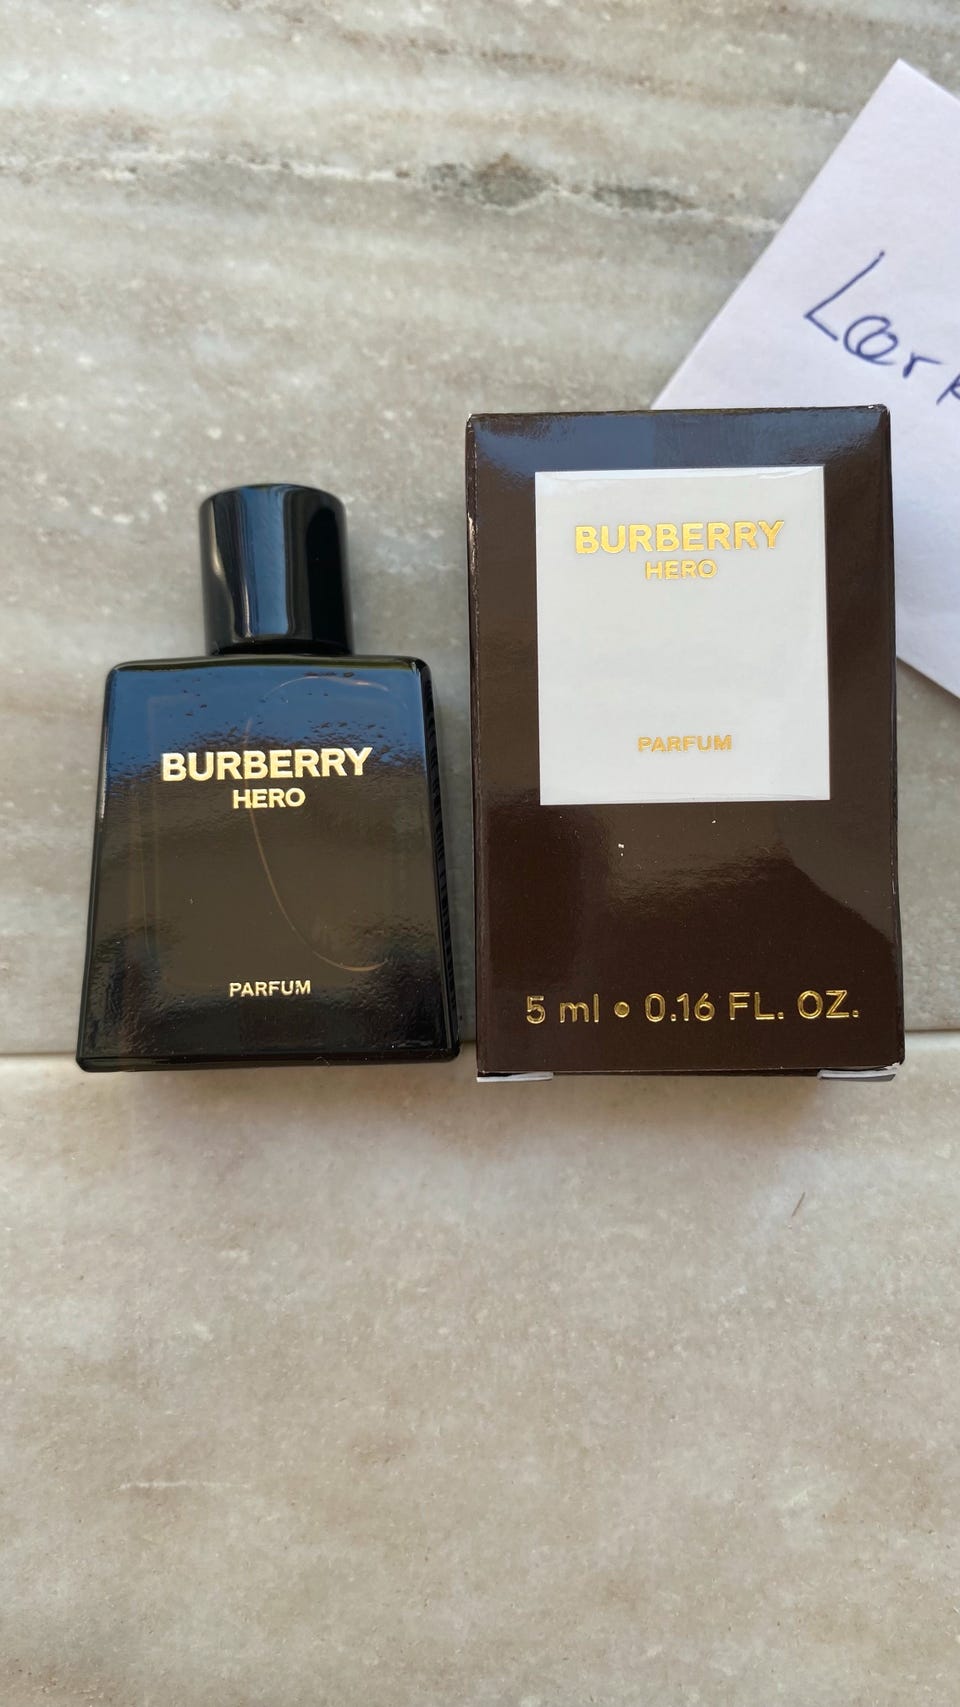 BURBERRY
HERO
PARFUM
BURBERRY
HERO
PARFUM
5 ml • 0.16 FL. OZ.